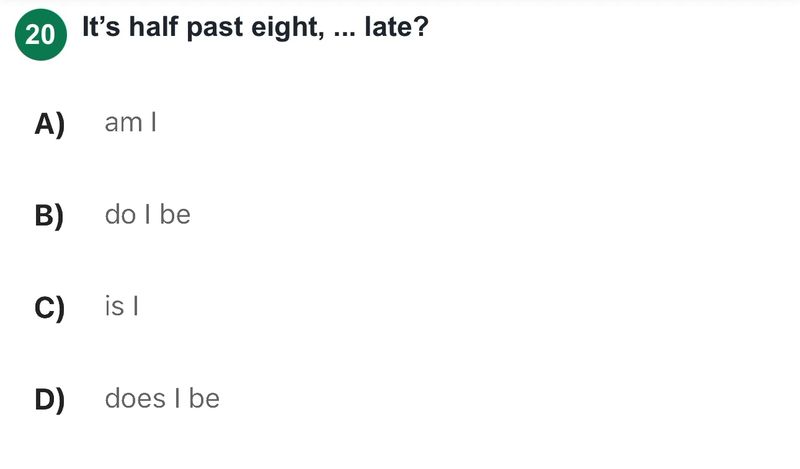 20 It’s half past eight, ... late?
A) am I
B) do I be
C) is I
D) does I be